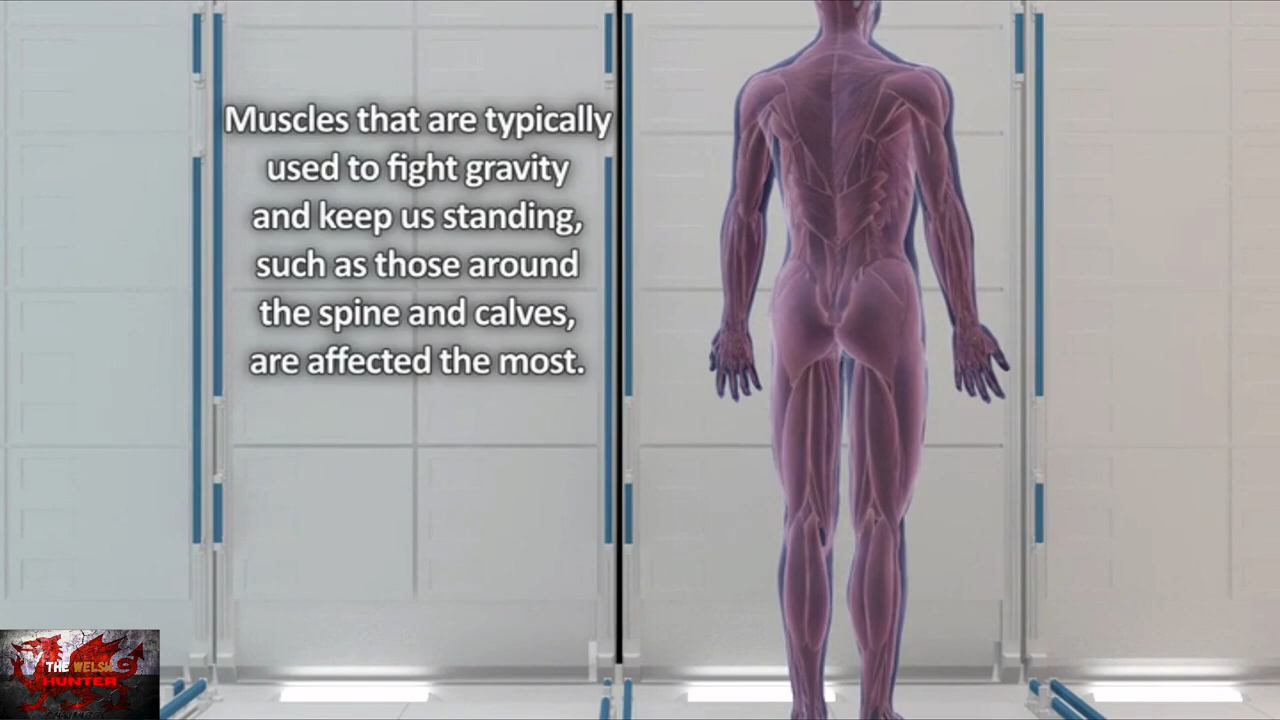 Muscles that are typically
used to fight gravity
and keep us standing,
such as those around
the spine and calves,
are affected the most.
THE WELSH
HUNTER